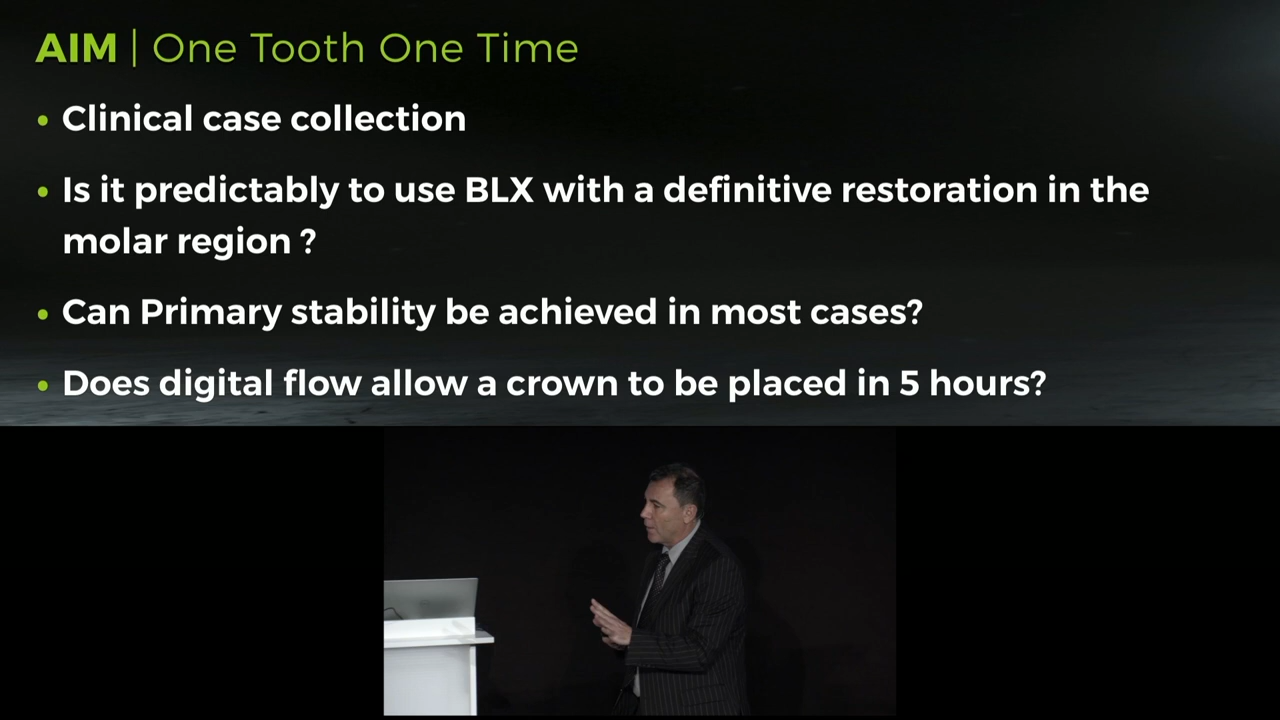 AIM | One Tooth One Time
• Clinical case collection
• Is it predictably to use BLX with a definitive restoration in the
molar region ?
• Can Primary stability be achieved in most cases?
• Does digital flow allow a crown to be placed in 5 hours?